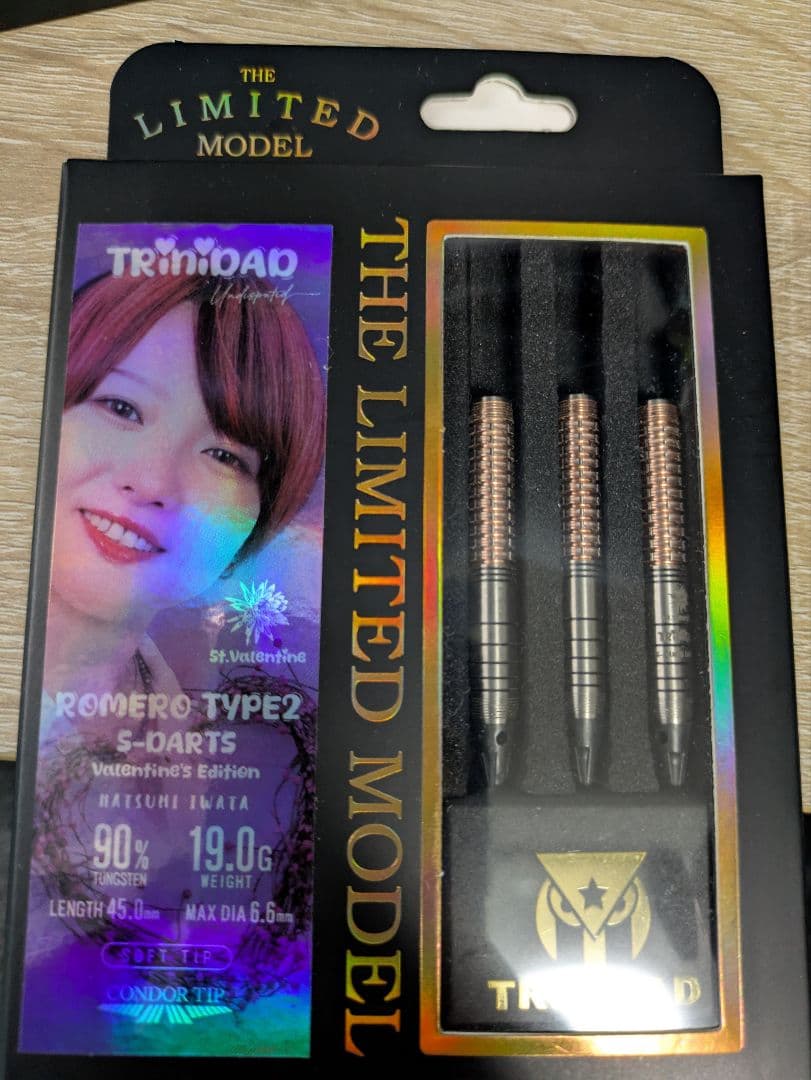 THE
LIMITED
MODEL
TRiNiDAD
Undisputed
St.Valentine
ROMERO TYPE2
S-DARTS
Valentine's Edition
HATSUMI IWATA
90% TUNGSTEN
19.0G WEIGHT
LENGTH 45.0mm MAX DIA 6.6mm
SOFT TIP
CONDOR TIP
THE LIMITED MODEL